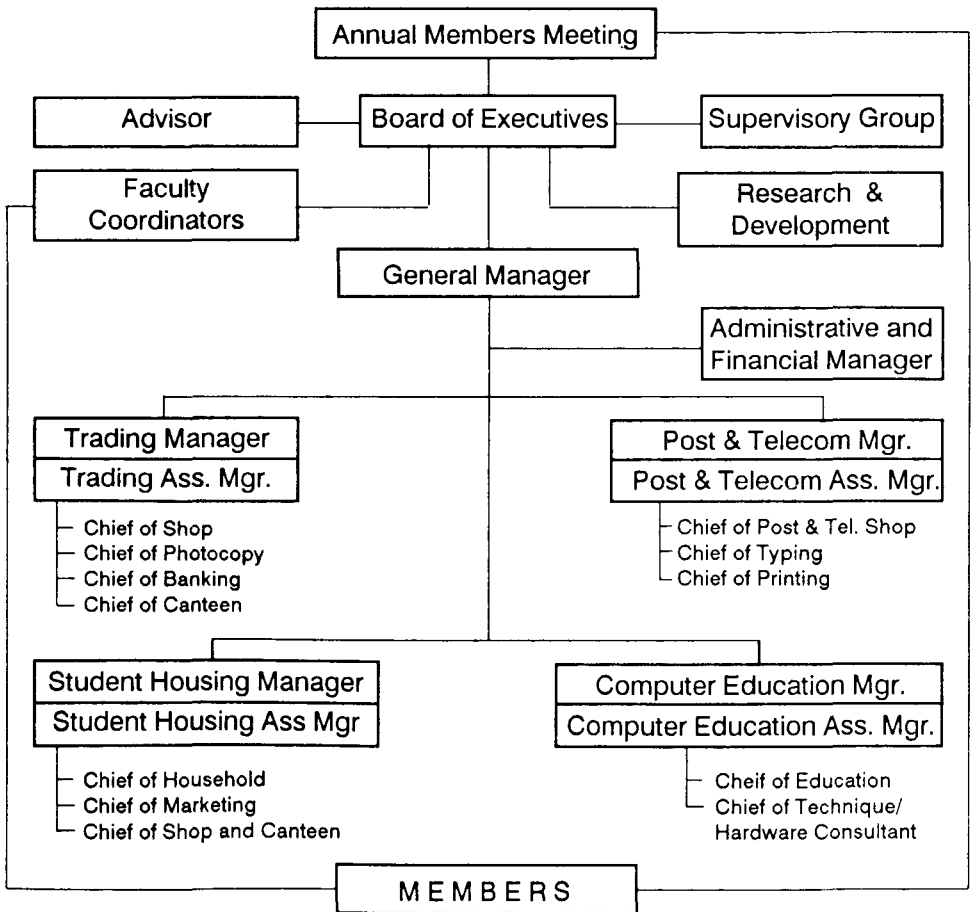 Annual Members Meeting
Advisor
Board of Executives
Supervisory Group
Faculty
Coordinators
Research &
Development
General Manager
Administrative and
Financial Manager
Trading Manager
Trading Ass. Mgr.
Chief of Shop
Chief of Photocopy
Chief of Banking
Chief of Canteen
Post & Telecom Mgr.
Post & Telecom Ass. Mgr.
Chief of Post & Tel. Shop
Chief of Typing
Chief of Printing
Student Housing Manager
Student Housing Ass Mgr
Chief of Household
Chief of Marketing
Chief of Shop and Canteen
Computer Education Mgr.
Computer Education Ass. Mgr.
Cheif of Education
Chief of Technique/
Hardware Consultant
MEMBERS